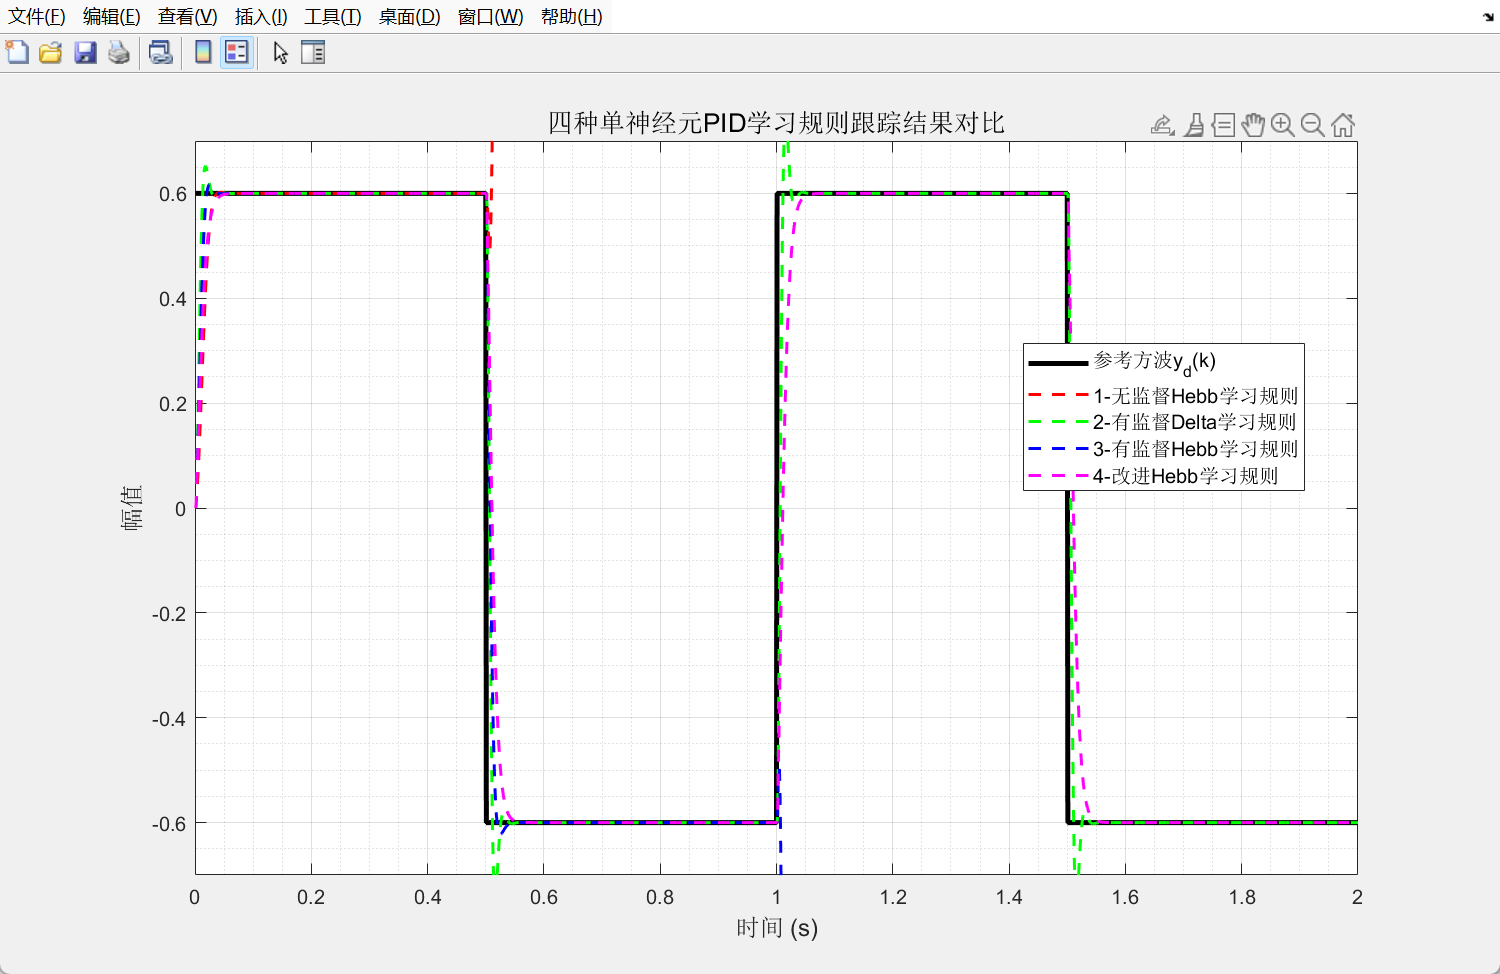 文件(F) 编辑(E) 查看(V) 插入(I) 工具(T) 桌面(D) 窗口(W) 帮助(H)
四种单神经元PID学习规则跟踪结果对比
0.6
0.4
0.2
0
-0.2
-0.4
-0.6
幅值
参考方波y_d(k)
1-无监督Hebb学习规则
2-有监督Delta学习规则
3-有监督Hebb学习规则
4-改进Hebb学习规则
0 0.2 0.4 0.6 0.8 1 1.2 1.4 1.6 1.8 2
时间 (s)